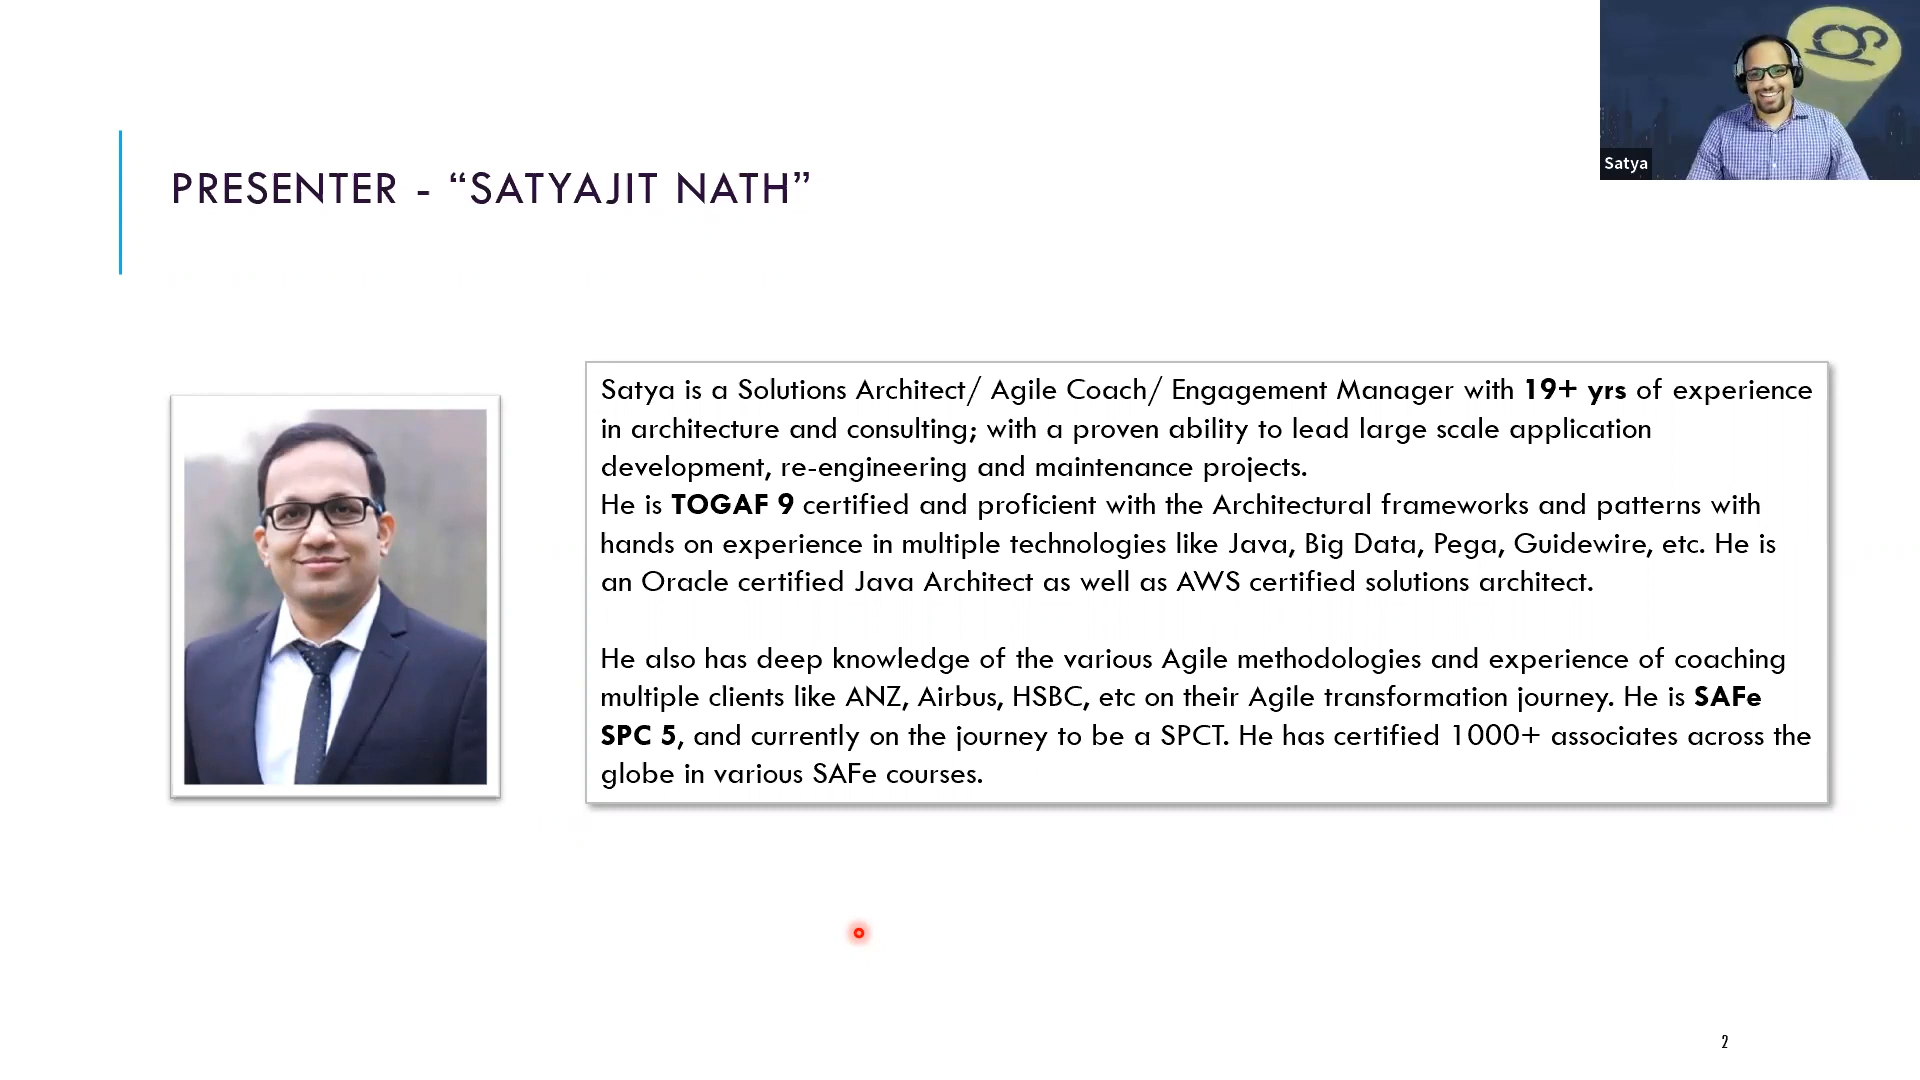 Satya
PRESENTER - “SATYAJIT NATH”
Satya is a Solutions Architect/ Agile Coach/ Engagement Manager with 19+ yrs of experience
in architecture and consulting; with a proven ability to lead large scale application
development, re-engineering and maintenance projects.
He is TOGAF 9 certified and proficient with the Architectural frameworks and patterns with
hands on experience in multiple technologies like Java, Big Data, Pega, Guidewire, etc. He is
an Oracle certified Java Architect as well as AWS certified solutions architect.
He also has deep knowledge of the various Agile methodologies and experience of coaching
multiple clients like ANZ, Airbus, HSBC, etc on their Agile transformation journey. He is SAFe
SPC 5, and currently on the journey to be a SPCT. He has certified 1000+ associates across the
globe in various SAFe courses.
2